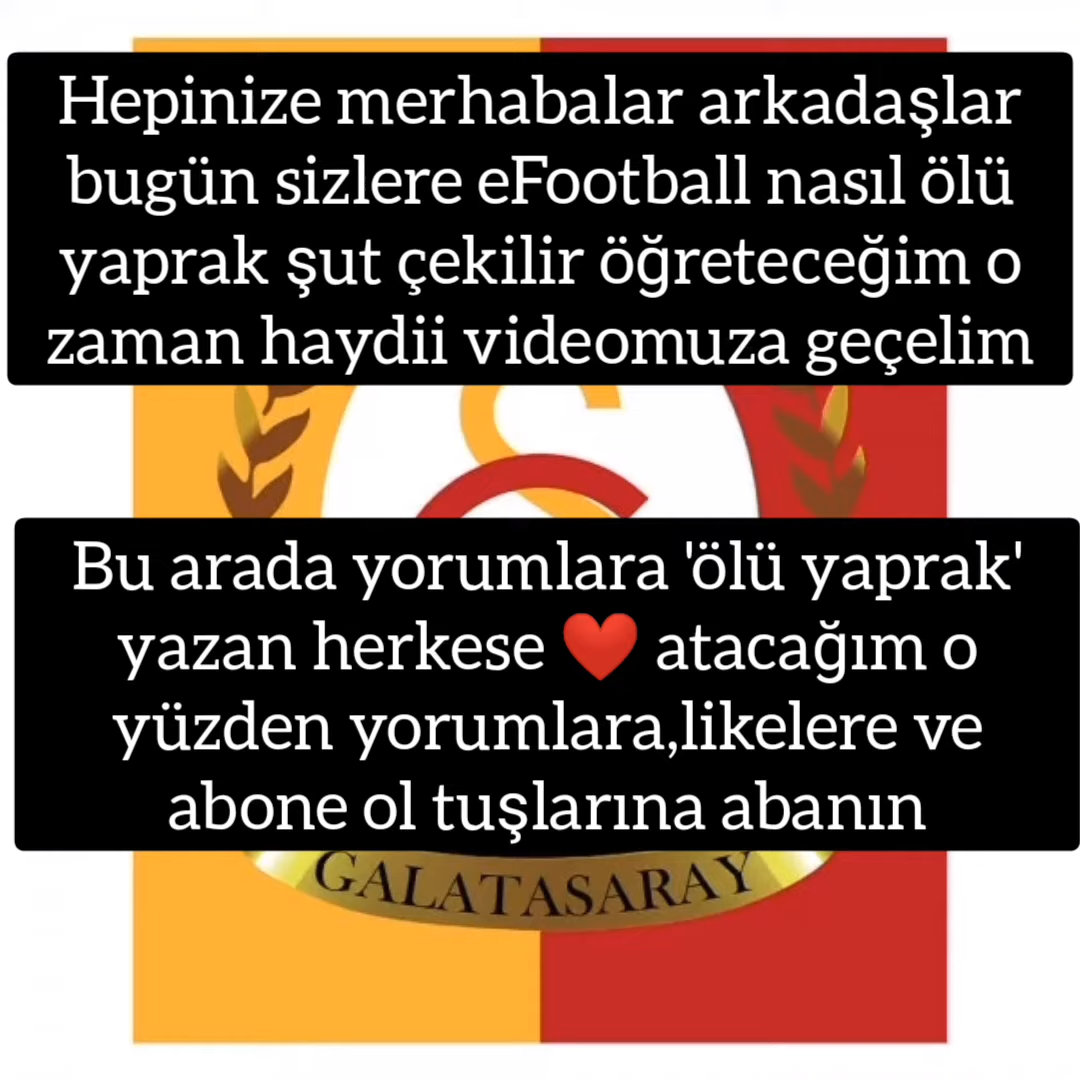 Hepinize merhabalar arkadaşlar
bugün sizlere eFootball nasıl ölü
yaprak şut çekilir öğreteceğim o
zaman haydii videomuza geçelim
Bu arada yorumlara 'ölü yaprak'
yazan herkese ❤️ atacağım o
yüzden yorumlara,likelere ve
abone ol tuşlarına abanın
GALATASARAY